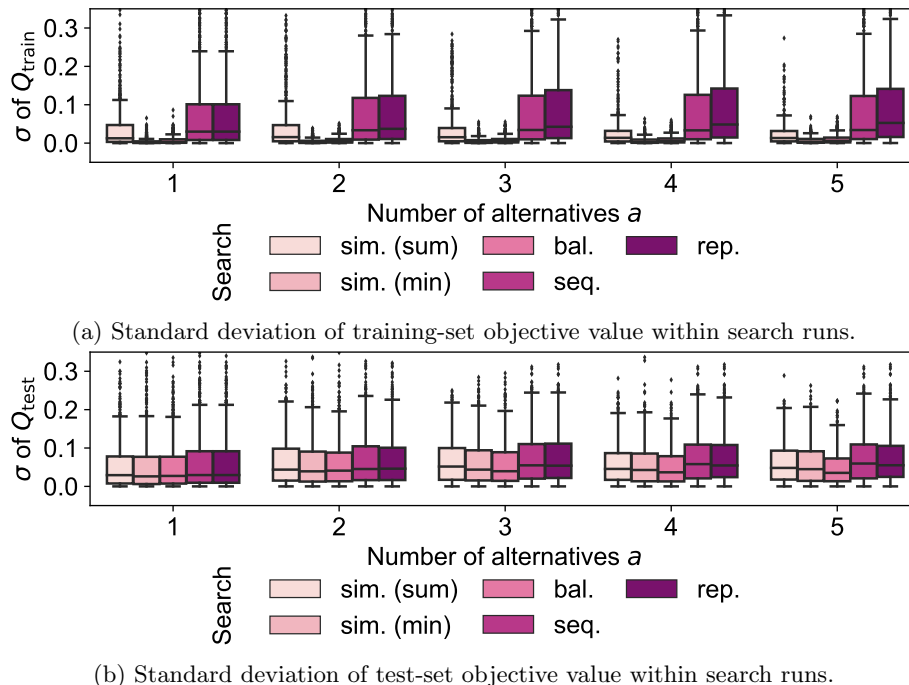 0.3
0.2
0.1
0.0
σ of Q_train
1 2 3 4 5
Number of alternatives a
Search
sim. (sum) bal. rep.
sim. (min) seq.
(a) Standard deviation of training-set objective value within search runs.
0.3
0.2
0.1
0.0
σ of Q_test
1 2 3 4 5
Number of alternatives a
Search
sim. (sum) bal. rep.
sim. (min) seq.
(b) Standard deviation of test-set objective value within search runs.